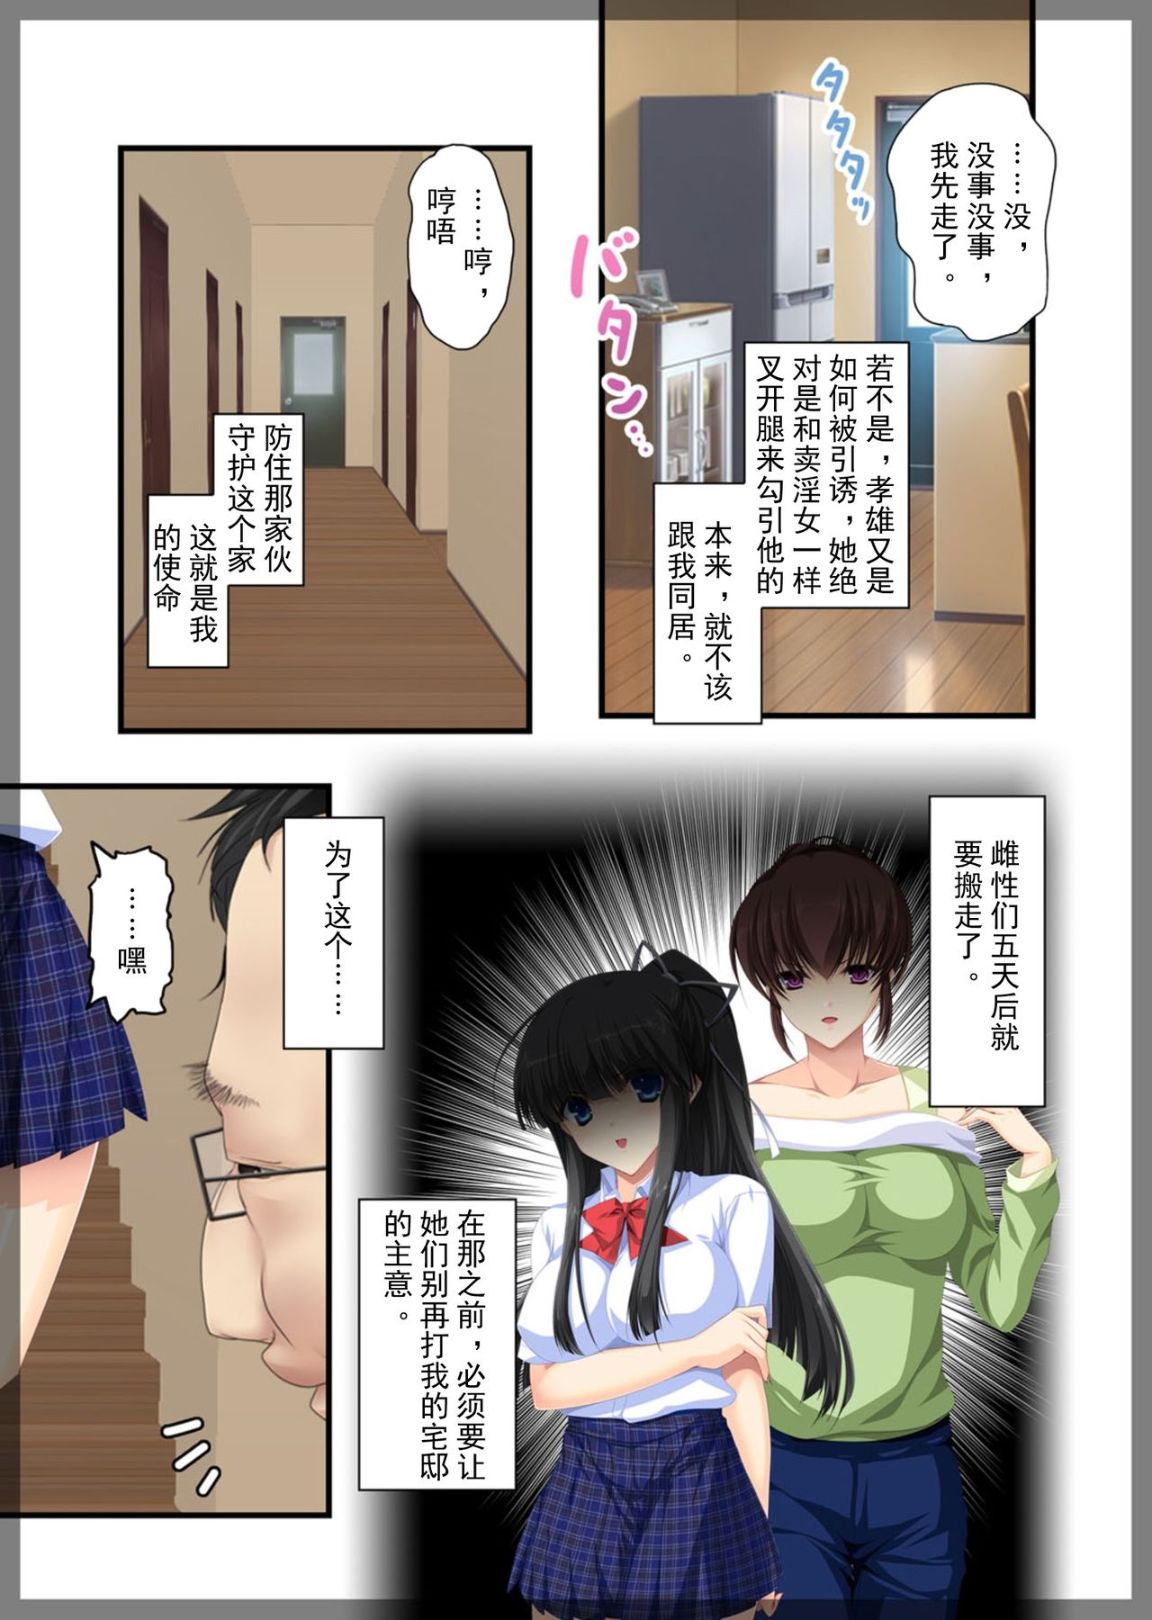 ……没，
没事没事，
我先走了。
タタタタッ
バタン…
若不是，孝雄又是
如何被引诱，她绝
对是和卖淫女一样
叉开腿来勾引他的
本来，就不该
跟我同居。
……哼，
哼唔
防住那家伙
守护这个家
这就是我
的使命
雌性们五天后就
要搬走了。
在那之前，必须要让
她们别再打我的宅邸
的主意。
为了这个……
……嘿